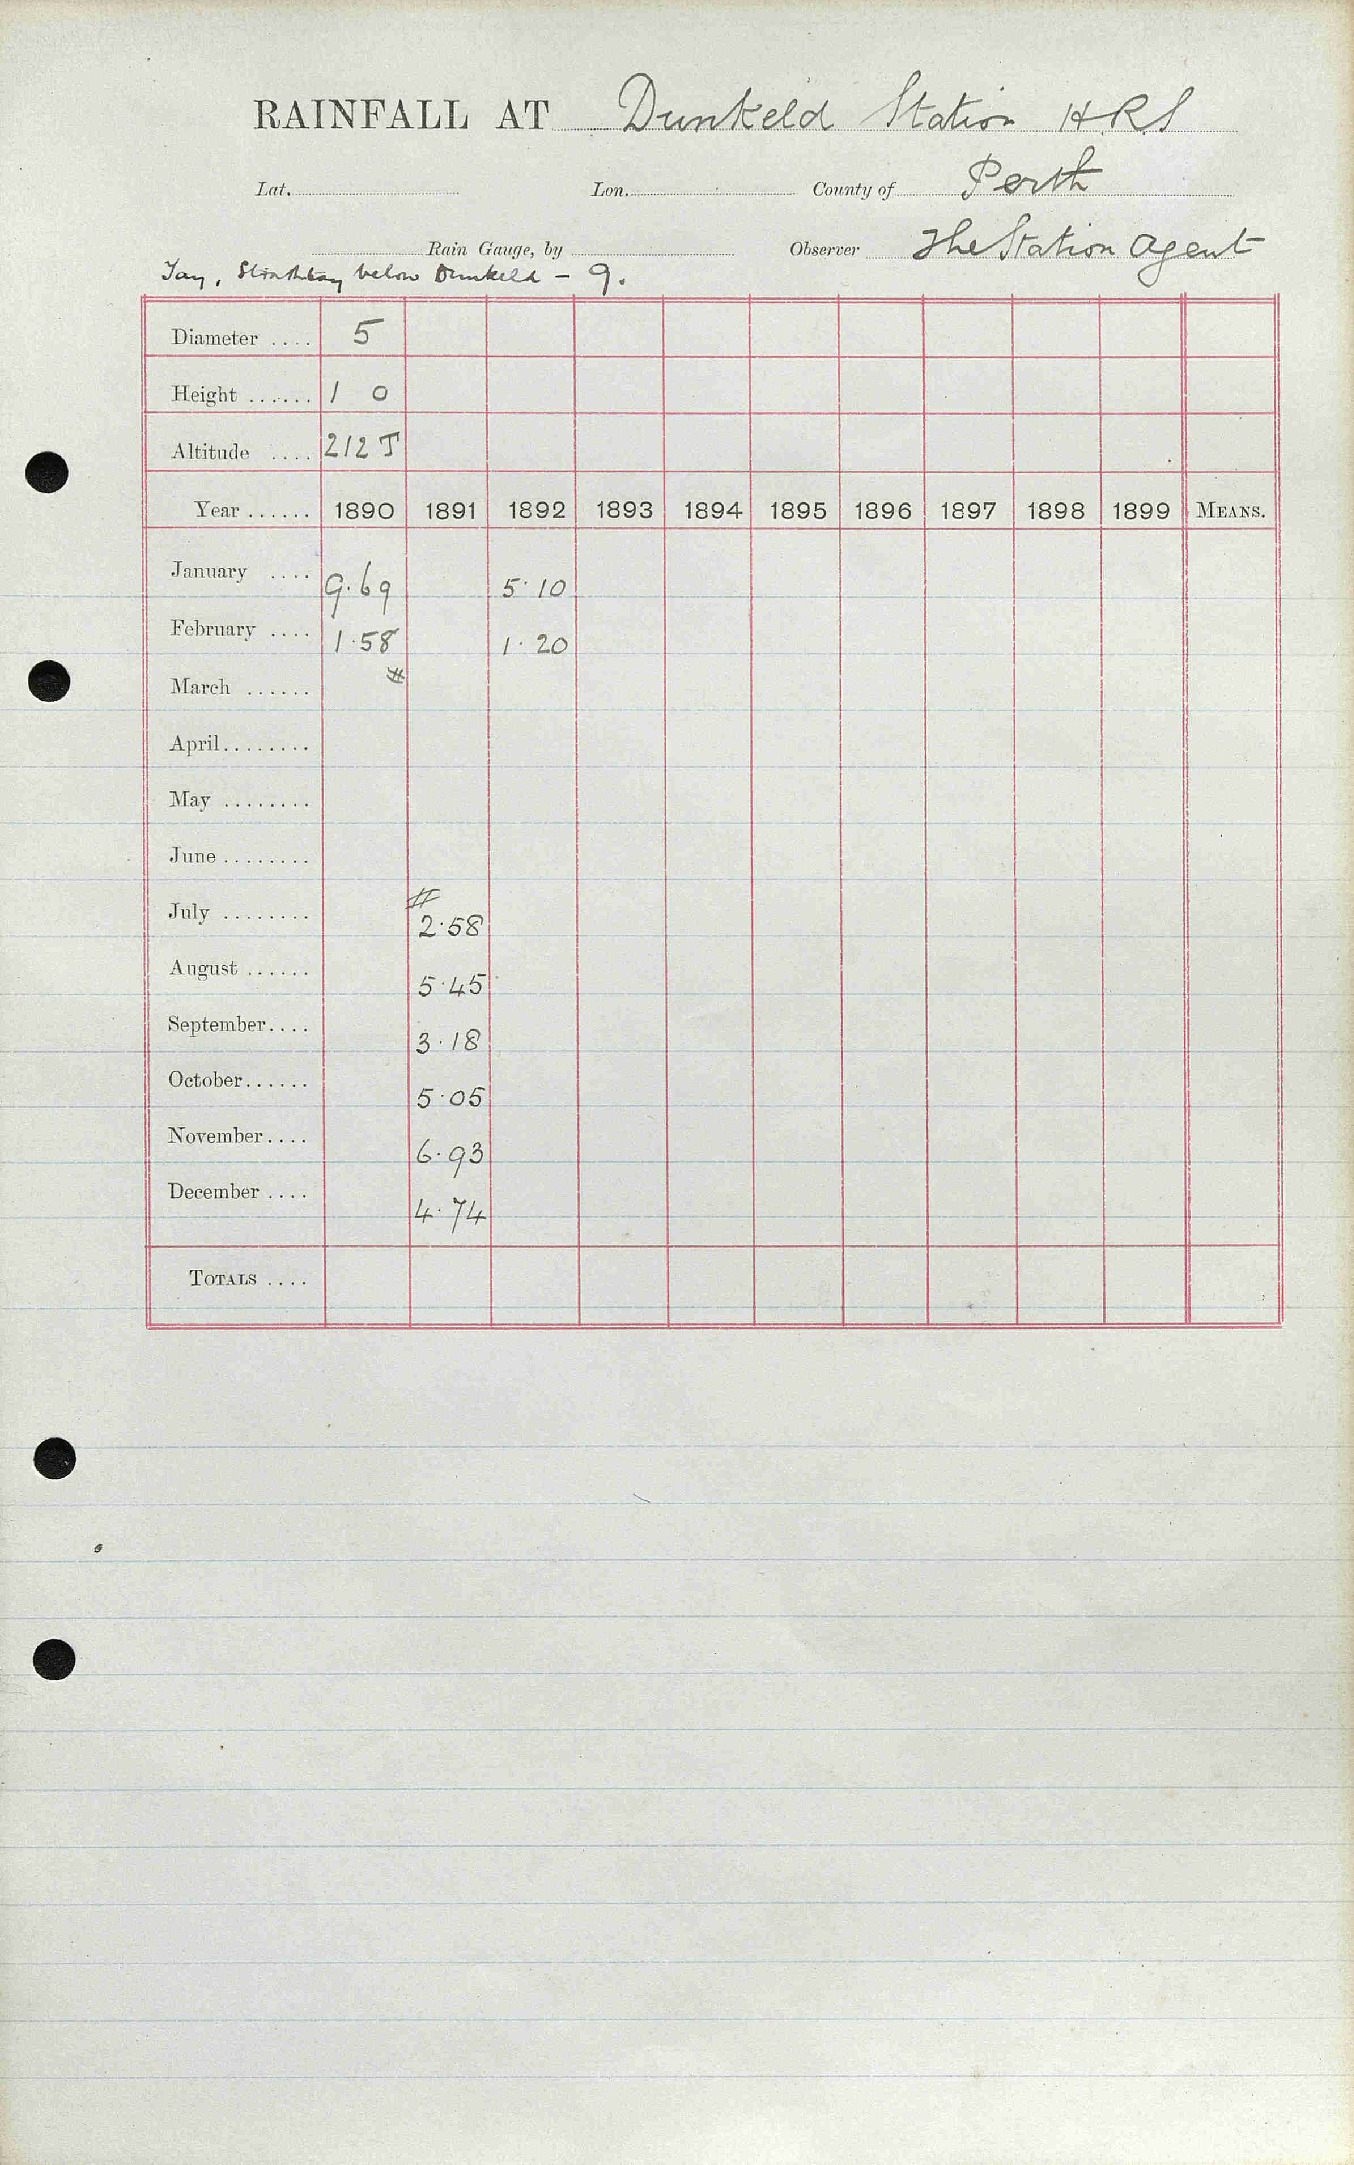 RAINFALL AT Dunkeld Station H.R.S
Lat. Lon. County of Perth
Rain Gauge, by Observer The Station Agent
Tay, Strathtay below Dunkeld – 9.
Diameter .... 5
Height ...... 1 0
Altitude .... 212 T
Year ...... 1890 1891 1892 1893 1894 1895 1896 1897 1898 1899 MEANS.
January .... 9.69 5.10
February .... 1.58 1.20
March ...... #
April........
May ........
June ........
July ........ # 2.58
August ...... 5.45
September.... 3.18
October...... 5.05
November.... 6.93
December .... 4.74
TOTALS ....